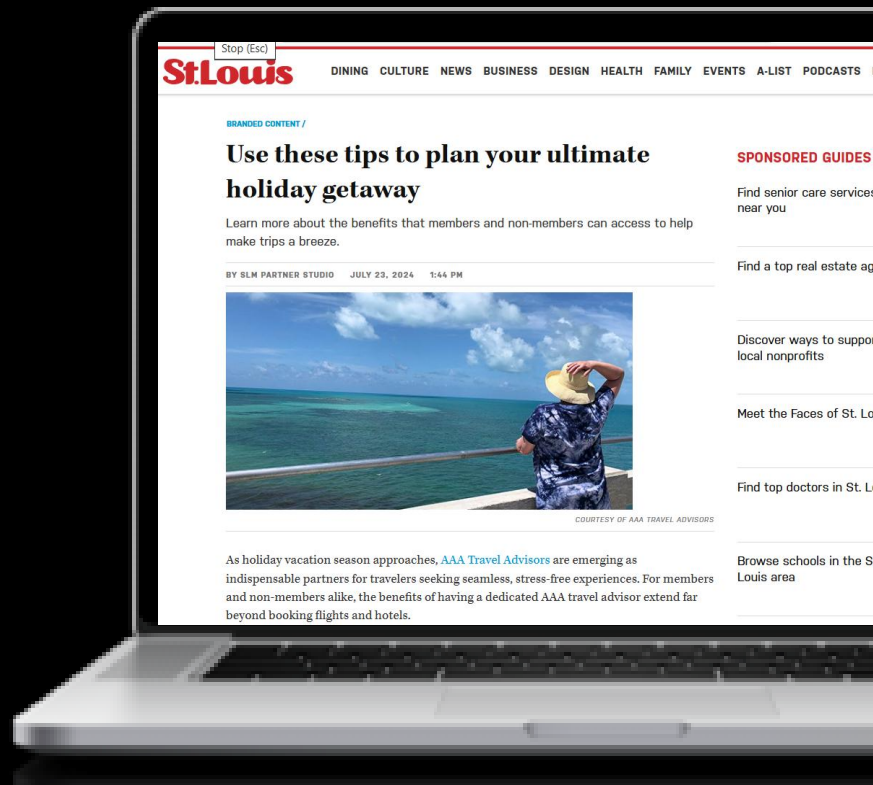 Stop (Esc)
St.Louis
DINING CULTURE NEWS BUSINESS DESIGN HEALTH FAMILY EVENTS A-LIST PODCASTS
BRANDED CONTENT /
Use these tips to plan your ultimate
holiday getaway
Learn more about the benefits that members and non-members can access to help
make trips a breeze.
BY SLM PARTNER STUDIO JULY 23, 2024 1:44 PM
COURTESY OF AAA TRAVEL ADVISORS
As holiday vacation season approaches, AAA Travel Advisors are emerging as
indispensable partners for travelers seeking seamless, stress-free experiences. For members
and non-members alike, the benefits of having a dedicated AAA travel advisor extend far
beyond booking flights and hotels.
SPONSORED GUIDES
Find senior care services
near you
Find a top real estate ag
Discover ways to suppor
local nonprofits
Meet the Faces of St. Lo
Find top doctors in St. L
Browse schools in the S
Louis area